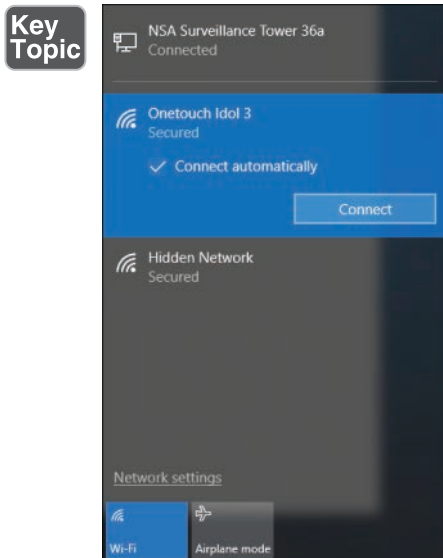 Key
Topic
NSA Surveillance Tower 36a
Connected
Onetouch Idol 3
Secured
Connect automatically
Connect
Hidden Network
Secured
Network settings
Wi-Fi
Airplane mode